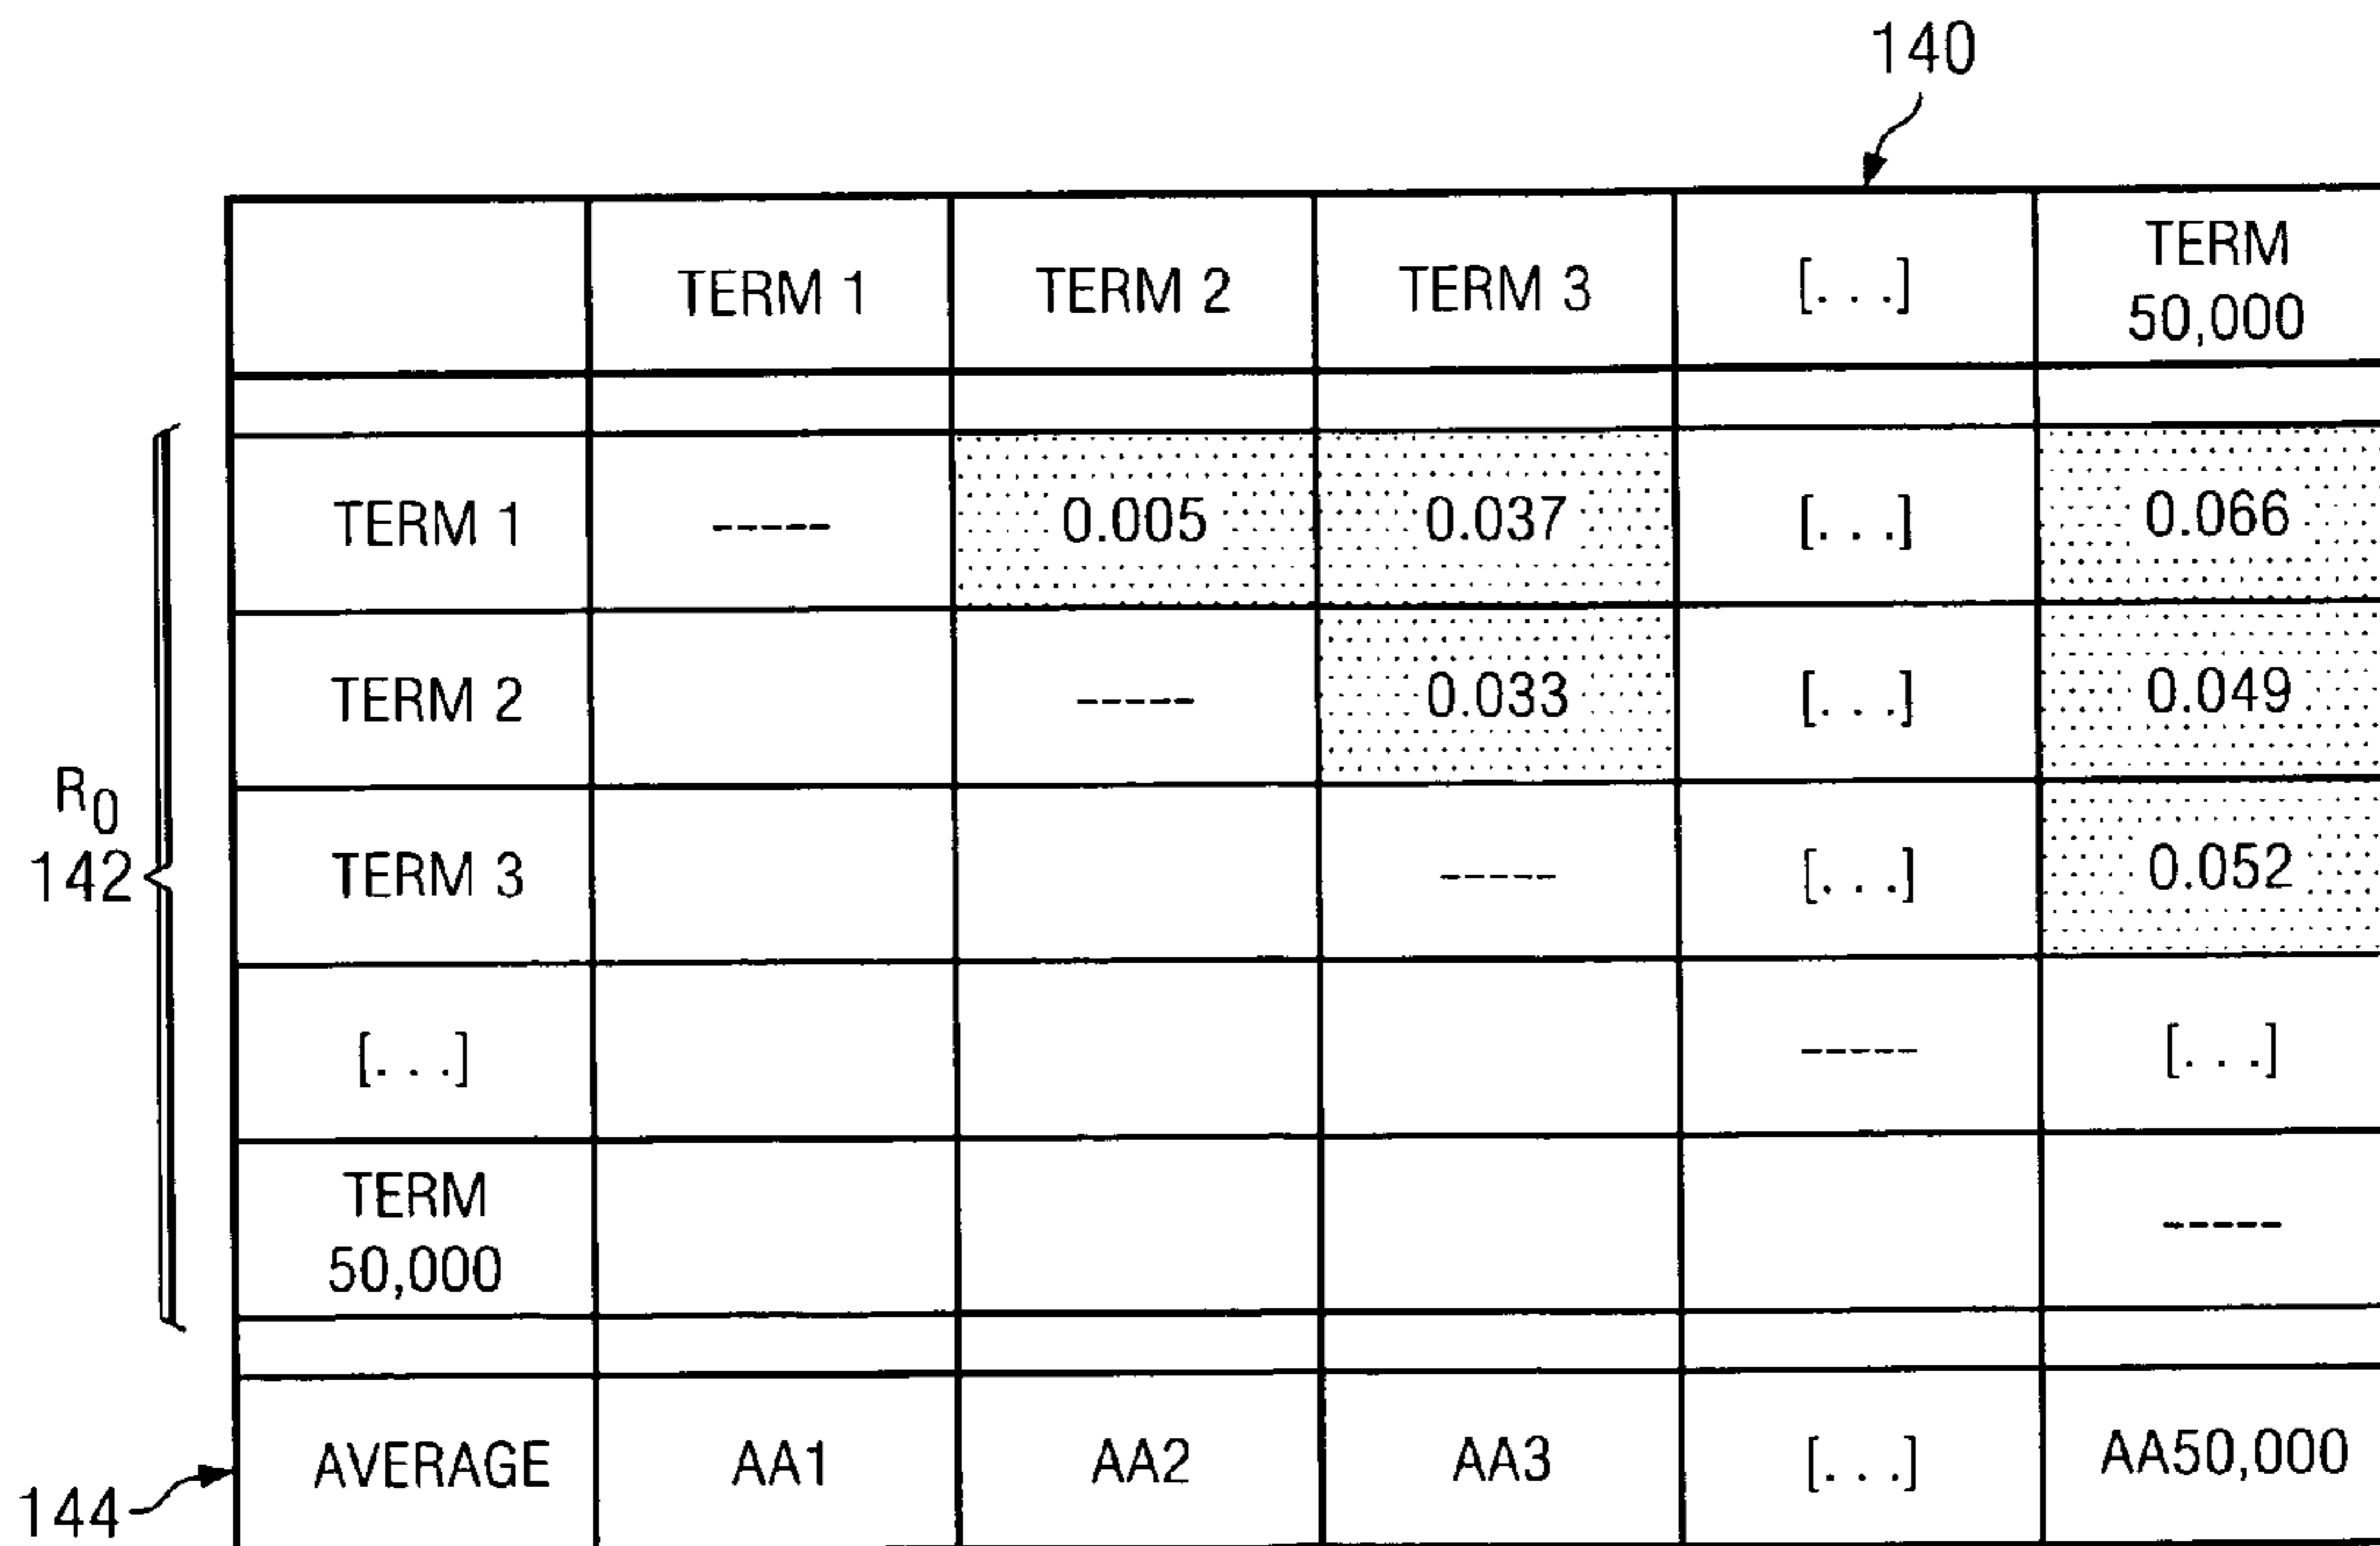 140
TERM 1 TERM 2 TERM 3 [. . .] TERM 50,000
TERM 1 ----- 0.005 0.037 [. . .] 0.066
TERM 2 ----- 0.033 [. . .] 0.049
R0
142
TERM 3 ----- [. . .] 0.052
[. . .] ----- [. . .]
TERM 50,000 -----
AVERAGE AA1 AA2 AA3 [. . .] AA50,000
144